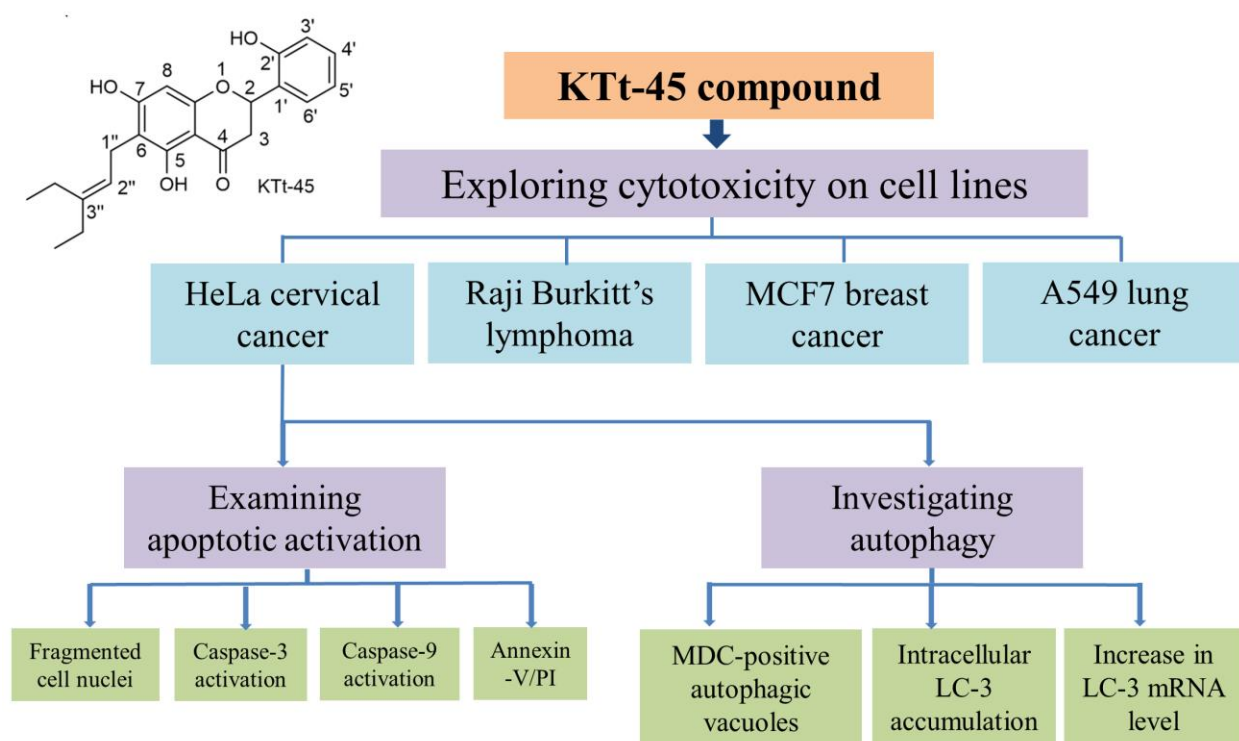 HO
3'
4'
2'
5'
1'
6'
HO
7
8
O
1
2
3
4
O
5
OH
6
1"
2"
3"
KTt-45
KTt-45 compound
Exploring cytotoxicity on cell lines
HeLa cervical
cancer
Raji Burkitt’s
lymphoma
MCF7 breast
cancer
A549 lung
cancer
Examining
apoptotic activation
Investigating
autophagy
Fragmented
cell nuclei
Caspase-3
activation
Caspase-9
activation
Annexin
-V/PI
MDC-positive
autophagic
vacuoles
Intracellular
LC-3
accumulation
Increase in
LC-3 mRNA
level